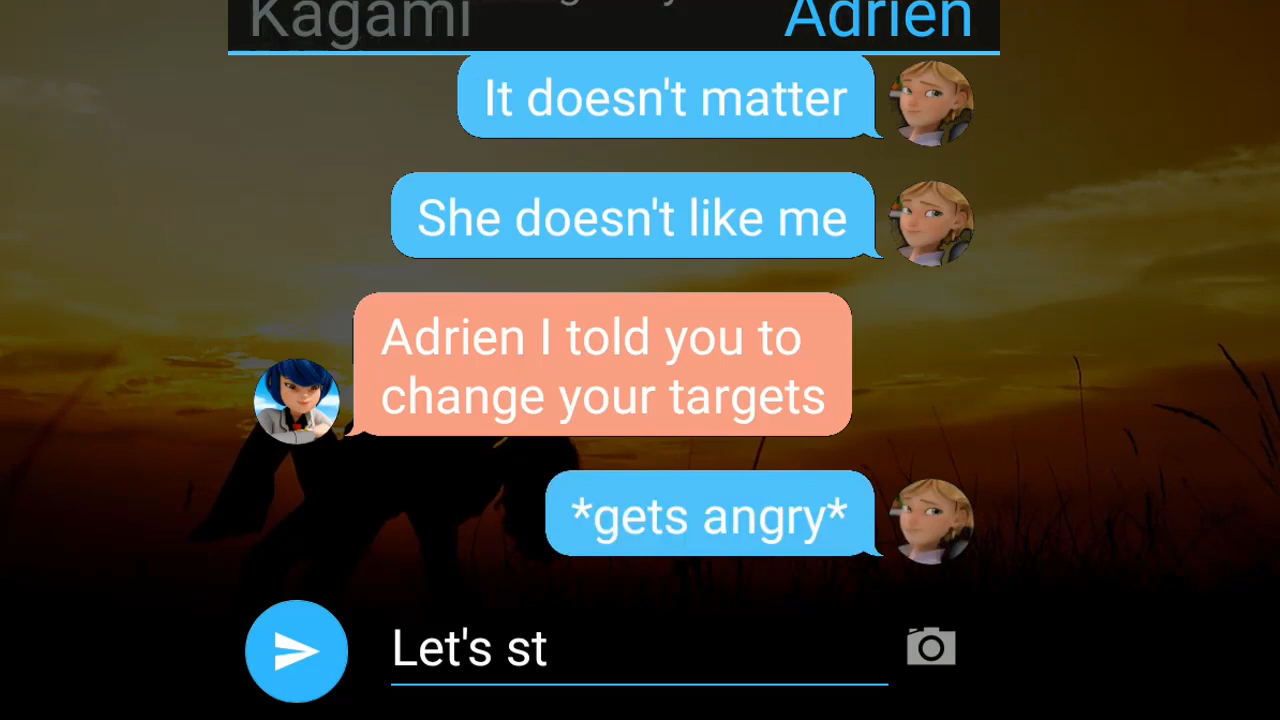 Kagami Adrien
It doesn't matter
She doesn't like me
Adrien I told you to
change your targets
*gets angry*
Let's st